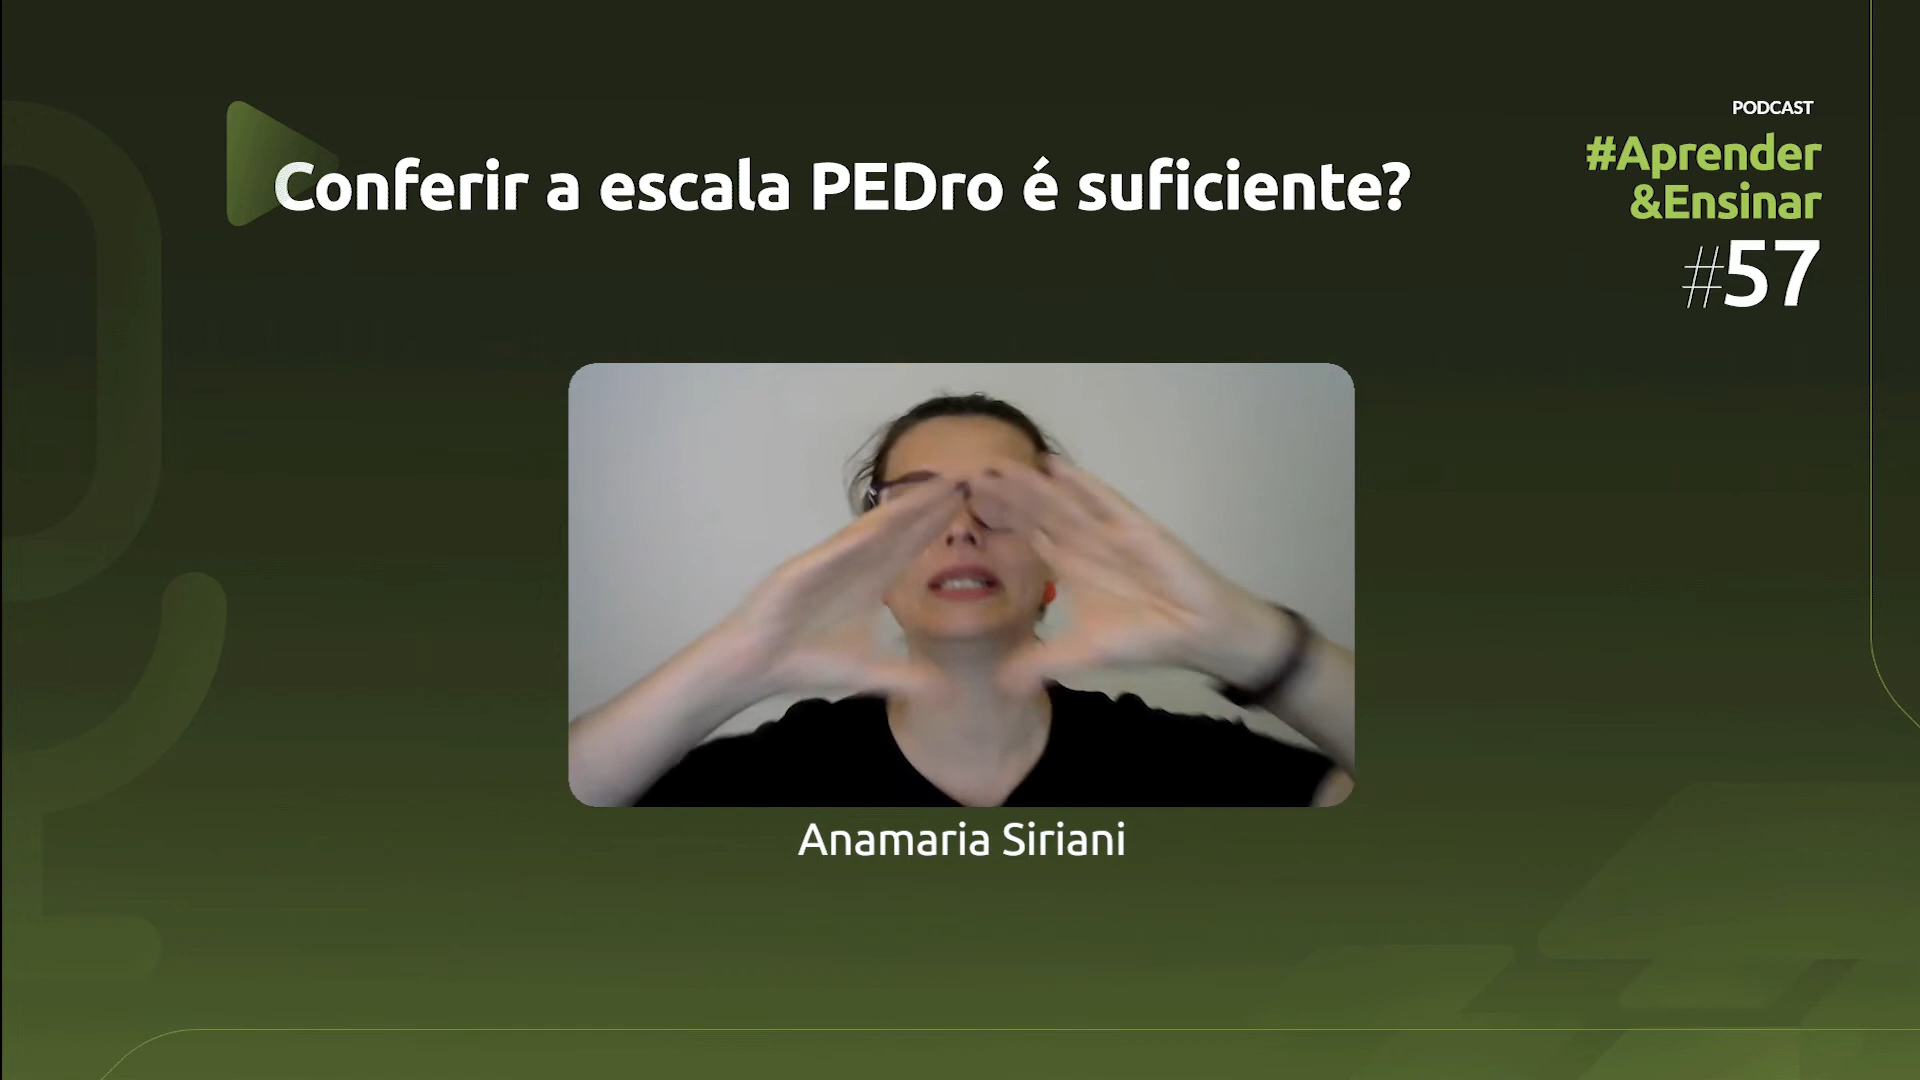 Conferir a escala PEDro é suficiente?
PODCAST
#Aprender
&Ensinar
#57
Anamaria Siriani